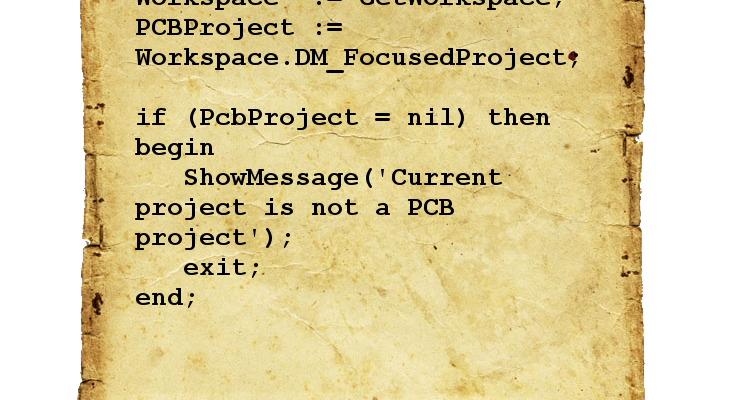 Workspace := GetWorkspace;
PCBProject :=
Workspace.DM_FocusedProject;
if (PcbProject = nil) then
begin
ShowMessage('Current
project is not a PCB
project');
exit;
end;